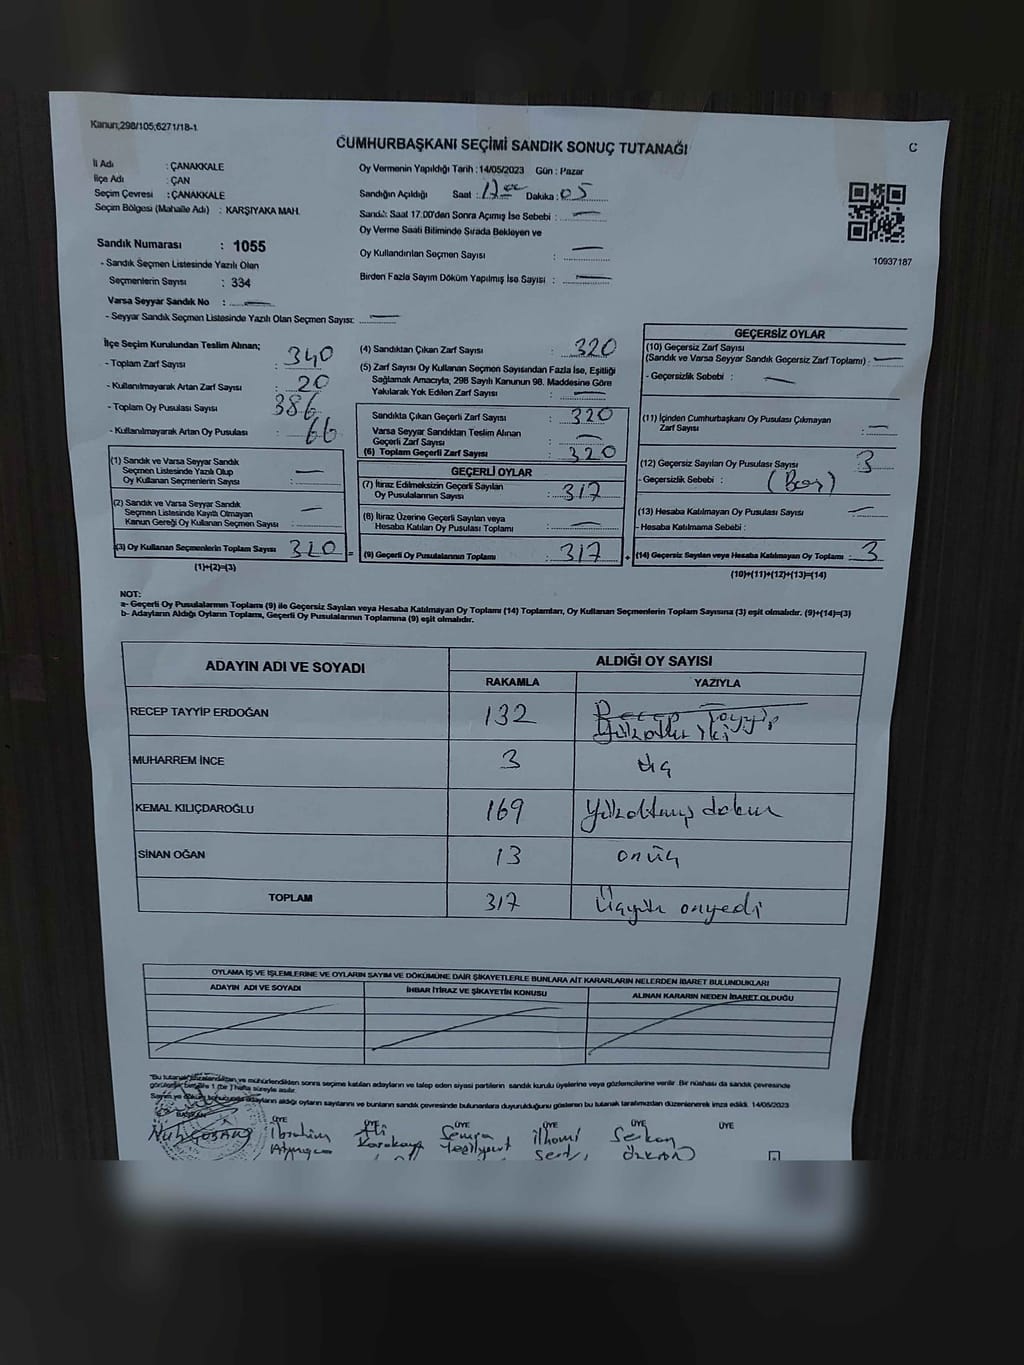 Kanun;298/105;6271/18-1
CUMHURBAŞKANI SEÇİMİ SANDIK SONUÇ TUTANAĞI
C
İl Adı : ÇANAKKALE
İlçe Adı : ÇAN
Seçim Çevresi : ÇANAKKALE
Seçim Bölgesi (Mahalle Adı) : KARŞIYAKA MAH.
Sandık Numarası : 1055
- Sandık Seçmen Listesinde Yazılı Olan
Seçmenlerin Sayısı : 334
Varsa Seyyar Sandık No :
- Seyyar Sandık Seçmen Listesinde Yazılı Olan Seçmen Sayısı:
Oy Vermenin Yapıldığı Tarih : 14/05/2023 Gün : Pazar
Sandığın Açıldığı Saat : Dakika : 05
Sandık Saat 17.00'den Sonra Açımış İse Sebebi :
Oy Verme Saati Bitiminde Sırada Bekleyen ve
Oy Kullandırılan Seçmen Sayısı :
Birden Fazla Sayım Döküm Yapılmış İse Sayısı :
10937187
İlçe Seçim Kurulundan Teslim Alınan;
- Toplam Zarf Sayısı : 340
- Kullanılmayarak Artan Zarf Sayısı : 20
- Toplam Oy Pusulası Sayısı : 386
- Kullanılmayarak Artan Oy Pusulası : 66
(1) Sandık ve Varsa Seyyar Sandık
Seçmen Listesinde Yazılı Olup
Oy Kullanan Seçmenlerin Sayısı :
(2) Sandık ve Varsa Seyyar Sandık
Seçmen Listesinde Kayıtlı Olmayan
Kanun Gereği Oy Kullanan Seçmen Sayısı :
(3) Oy Kullanan Seçmenlerin Toplam Sayısı : 320 =
(1)+(2)=(3)
(4) Sandıktan Çıkan Zarf Sayısı : 320
(5) Zarf Sayısı Oy Kullanan Seçmen Sayısından Fazla İse, Eşitliği
Sağlamak Amacıyla, 298 Sayılı Kanunun 98. Maddesine Göre
Yakılarak Yok Edilen Zarf Sayısı :
Sandıkta Çıkan Geçerli Zarf Sayısı : 320
Varsa Seyyar Sandıktan Teslim Alınan
Geçerli Zarf Sayısı :
(6) Toplam Geçerli Zarf Sayısı : 320
GEÇERLİ OYLAR
(7) İtiraz Edilmeksizin Geçerli Sayılan
Oy Pusulalarının Sayısı : 317
(8) İtiraz Üzerine Geçerli Sayılan veya
Hesaba Katılan Oy Pusulası Toplamı :
(9) Geçerli Oy Pusulalarının Toplamı : 317 +
GEÇERSİZ OYLAR
(10) Geçersiz Zarf Sayısı
(Sandık ve Varsa Seyyar Sandık Geçersiz Zarf Toplamı) :
- Geçersizlik Sebebi :
(11) İçinden Cumhurbaşkanı Oy Pusulası Çıkmayan
Zarf Sayısı :
(12) Geçersiz Sayılan Oy Pusulası Sayısı : 3
- Geçersizlik Sebebi : (Boş)
(13) Hesaba Katılmayan Oy Pusulası Sayısı :
- Hesaba Katılmama Sebebi :
(14) Geçersiz Sayılan veya Hesaba Katılmayan Oy Toplamı : 3
(10)+(11)+(12)+(13)=(14)
NOT:
a- Geçerli Oy Pusulalarının Toplamı (9) ile Geçersiz Sayılan veya Hesaba Katılmayan Oy Toplamı (14) Toplamları, Oy Kullanan Seçmenlerin Toplam Sayısına (3) eşit olmalıdır. (9)+(14)=(3)
b- Adayların Aldığı Oyların Toplamı, Geçerli Oy Pusulalarının Toplamına (9) eşit olmalıdır.
ADAYIN ADI VE SOYADI ALDIĞI OY SAYISI
RAKAMLA YAZIYLA
RECEP TAYYİP ERDOĞAN 132 Recep Tayyip
Yüzotuz iki
MUHARREM İNCE 3 üç
KEMAL KILIÇDAROĞLU 169 Yüzaltmış dokuz
SİNAN OĞAN 13 onüç
TOPLAM 317 Üçyüz onyedi
OYLAMA İŞ VE İŞLEMLERİNE VE OYLARIN SAYIM VE DÖKÜMÜNE DAİR ŞİKAYETLERLE BUNLARA AİT KARARLARIN NELERDEN İBARET BULUNDUKLARI
ADAYIN ADI VE SOYADI İHBAR İTİRAZ VE ŞİKAYETİN KONUSU ALINAN KARARIN NEDEN İBARET OLDUĞU
"Bu tutanak imzalandıktan ve mühürlendikten sonra seçime katılan adayların ve talep eden siyasi partilerin sandık kurulu üyelerine veya gözlemcilerine verilir. Bir nüshası da sandık çevresinde
görülebilir bir yere 1 (bir) hafta süreyle asılır.
Sayım ve döküm sonucunda adayların aldığı oyların sayılarını ve bunların sandık çevresinde bulunanlara duyurulduğunu gösteren bu tutanak tarafımızdan düzenlenerek imza edildi. 14/05/2023
BAŞKAN ÜYE ÜYE ÜYE ÜYE ÜYE ÜYE
İbrahim Ali Semra İlhami Serkan
Karakaya Yeşilyurt Özkan